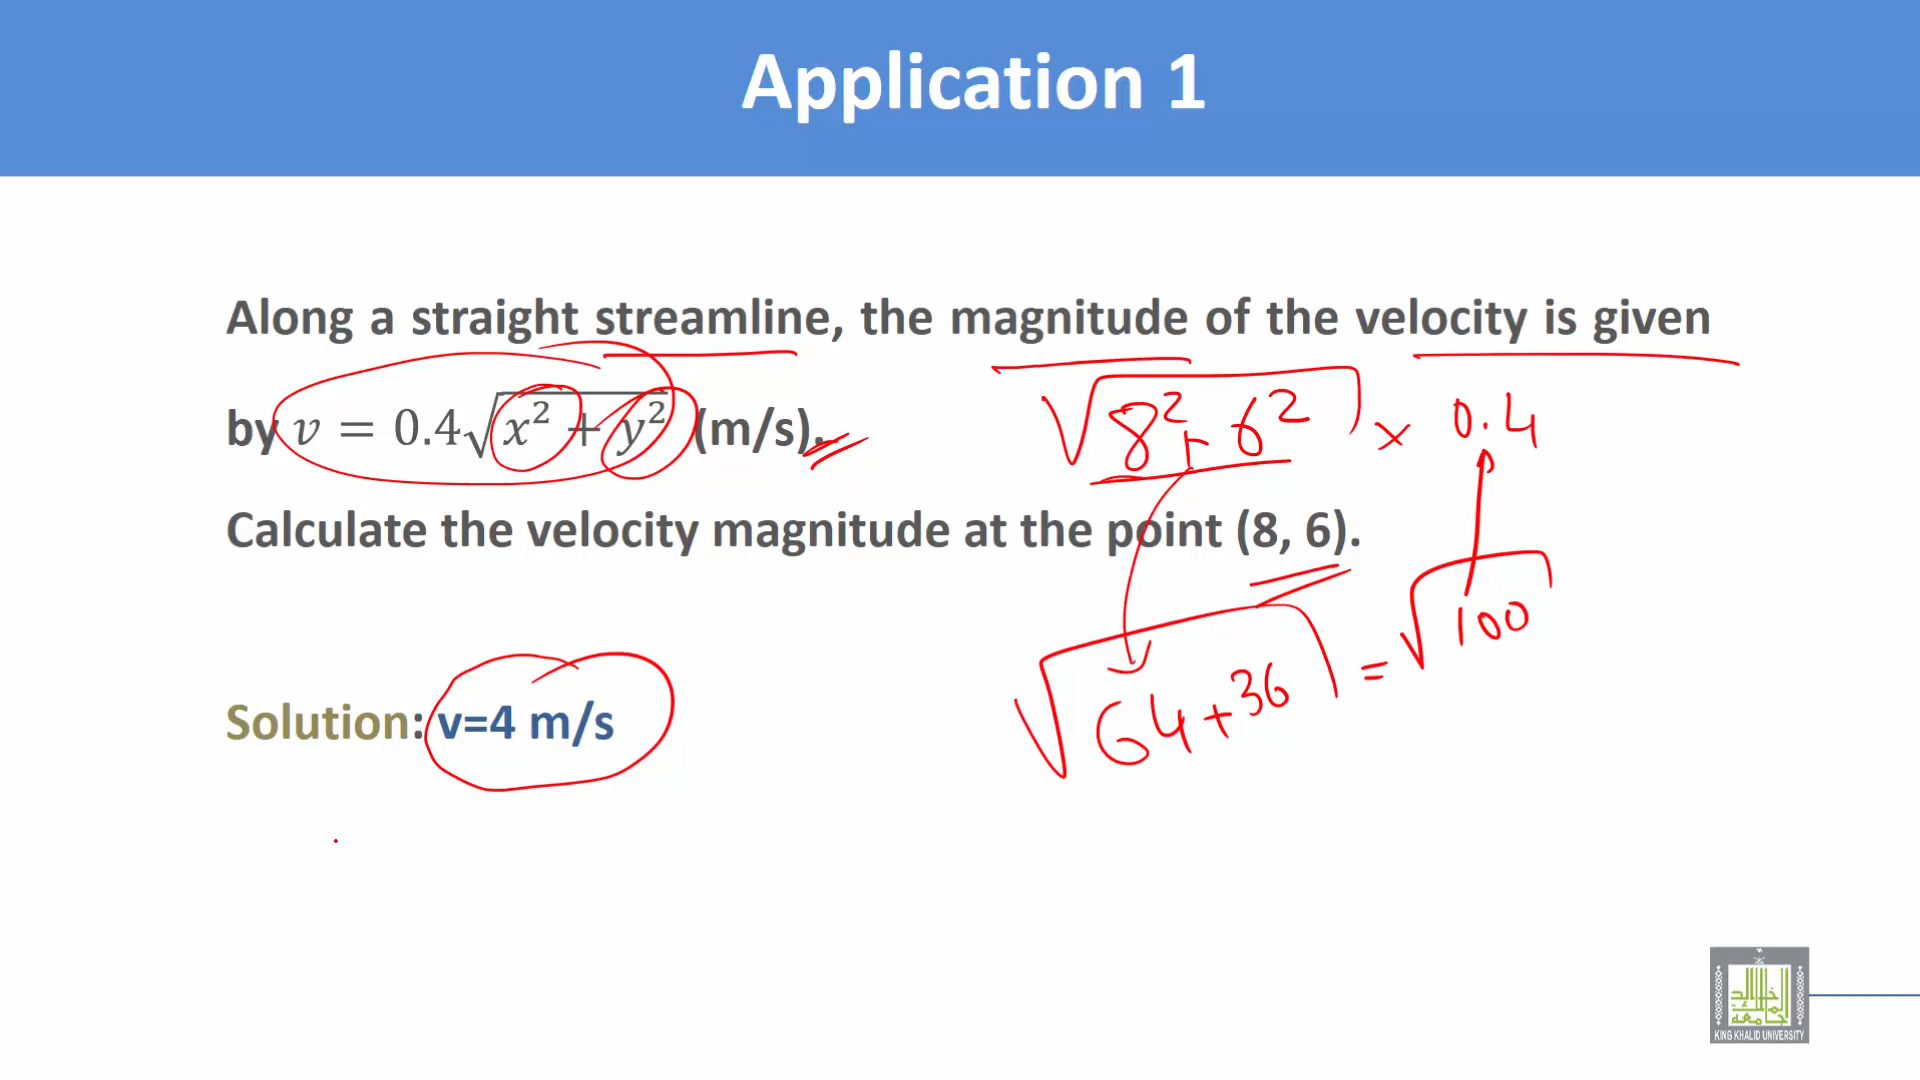 Application 1
Along a straight streamline, the magnitude of the velocity is given
by v = 0.4√x² + y² (m/s).
√8² + 6² × 0.4
Calculate the velocity magnitude at the point (8, 6).
√64+36 = √100
Solution: v=4 m/s
KING KHALID UNIVERSITY